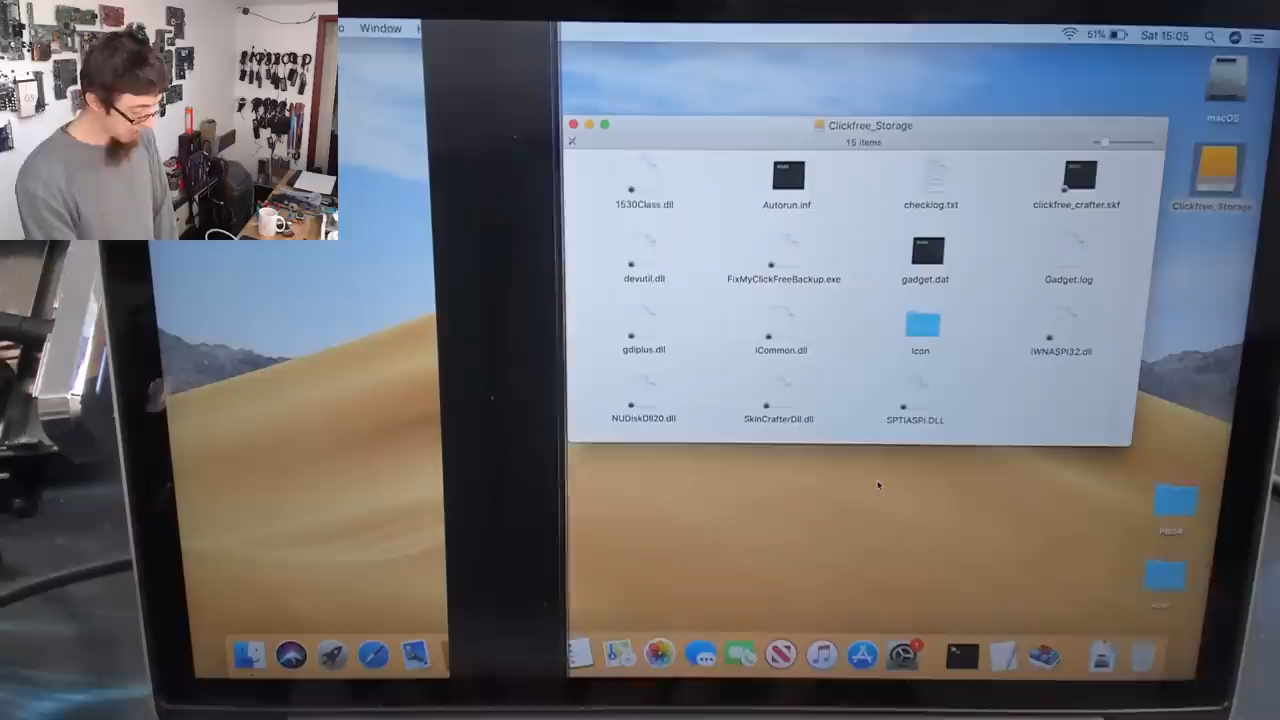 Window
51%
Sat 15:05
Clickfree_Storage
15 items
macOS
Clickfree_Storage
1530Class.dll
Autorun.inf
checklog.txt
clickfree_crafter.skf
devutil.dll
FixMyClickFreeBackup.exe
gadget.dat
Gadget.log
gdiplus.dll
iCommon.dll
Icon
iWNASPI32.dll
NUDiskDll20.dll
SkinCrafterDll.dll
SPTIASPI.DLL
1